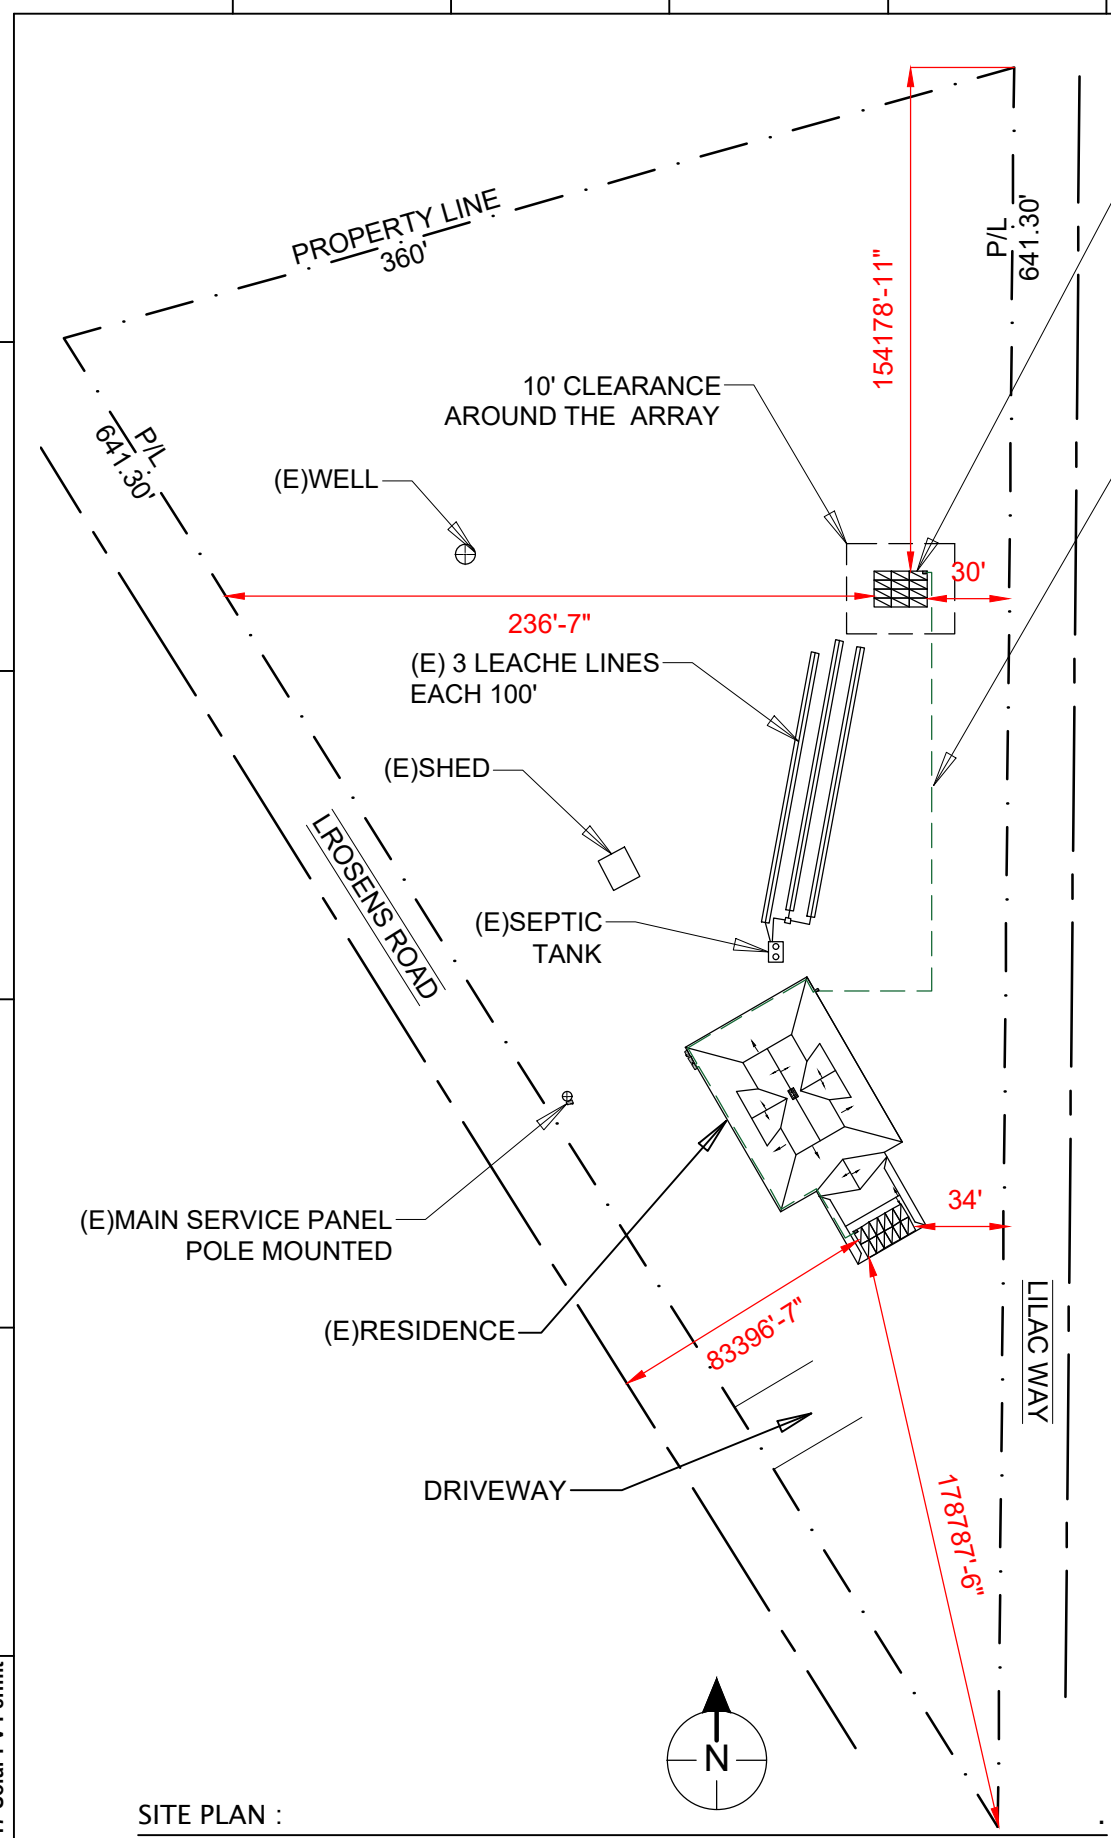 PROPERTY LINE
360'
P/L
641.30'
154178'-11"
10' CLEARANCE
AROUND THE ARRAY
P/L
641.30'
(E)WELL
30'
236'-7"
(E) 3 LEACHE LINES
EACH 100'
(E)SHED
LROSENS ROAD
(E)SEPTIC
TANK
(E)MAIN SERVICE PANEL
POLE MOUNTED
34'
(E)RESIDENCE
83396'-7"
LILAC WAY
DRIVEWAY
178787'-6"
N
SITE PLAN :